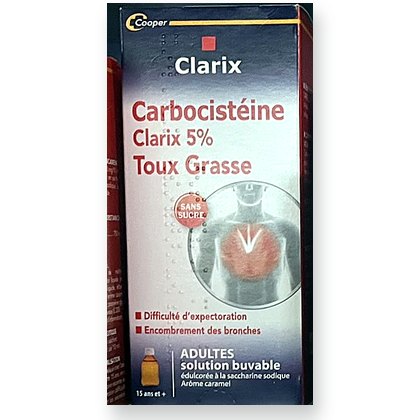 Cooper
Clarix
Carbocistéine
Clarix 5%
Toux Grasse
SANS
SUCRE
Difficulté d'expectoration
Encombrement des bronches
ADULTES
solution buvable
édulcorée à la saccharine sodique
Arôme caramel
15 ans et +